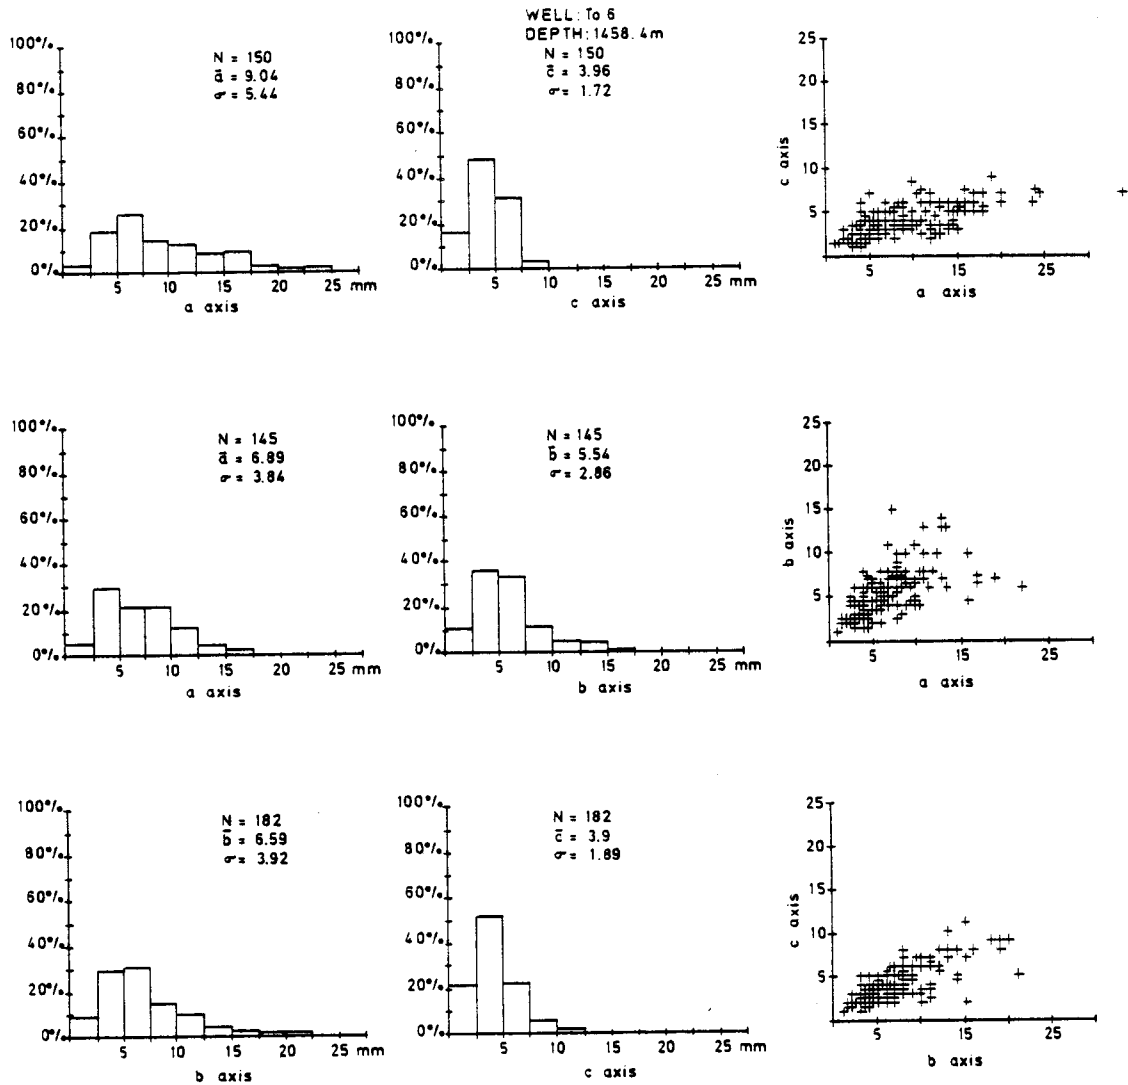 WELL: To 6
DEPTH: 1458.4m
100%
80%
60%
40%
20%
0%
N = 150
ā = 9.04
σ = 5.44
5 10 15 20 25 mm
a axis
100%
80%
60%
40%
20%
0%
N = 150
c̄ = 3.96
σ = 1.72
5 10 15 20 25 mm
c axis
25
20
15
10
5
c axis
5 15 25
a axis
100%
80%
60%
40%
20%
0%
N = 145
ā = 6.89
σ = 3.84
5 10 15 20 25 mm
a axis
100%
80%
60%
40%
20%
0%
N = 145
b̄ = 5.54
σ = 2.86
5 10 15 20 25 mm
b axis
25
20
15
10
5
b axis
5 15 25
a axis
100%
80%
60%
40%
20%
0%
N = 182
b̄ = 6.59
σ = 3.92
5 10 15 20 25 mm
b axis
100%
80%
60%
40%
20%
0%
N = 182
c̄ = 3.9
σ = 1.89
5 10 15 20 25 mm
c axis
25
20
15
10
5
c axis
5 15 25
b axis